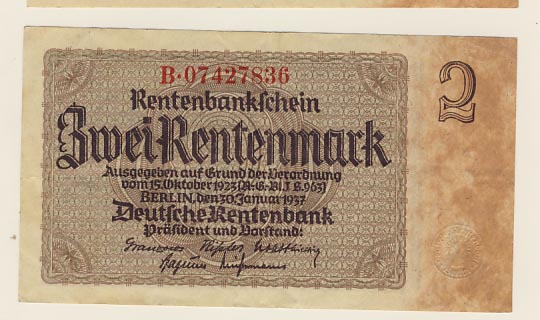 B·07427836
Rentenbankschein
2
Zwei Rentenmark
Ausgegeben auf Grund der Verordnung
vom 15. Oktober 1923 (R.-G.-Bl. I S. 963)
BERLIN, den 30. Januar 1937
Deutsche Rentenbank
Präsident und Vorstand: